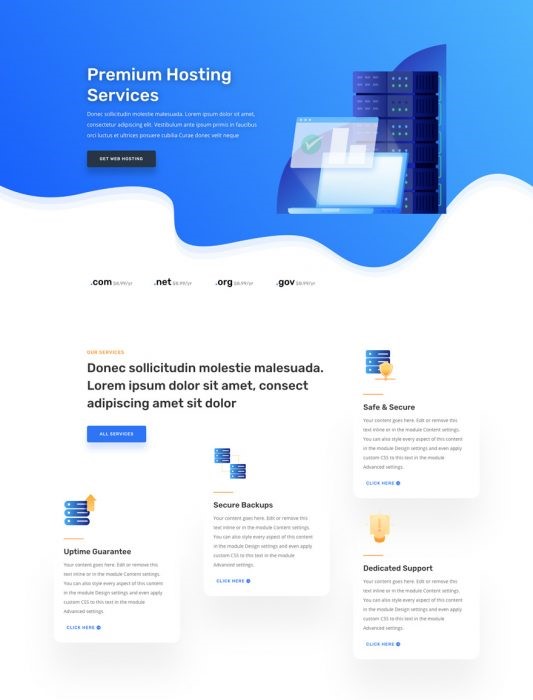 Premium Hosting
Services
Donec sollicitudin molestie malesuada. Lorem ipsum dolor sit amet,
consectetur adipiscing elit. Vestibulum ante ipsum primis in faucibus
orci luctus et ultrices posuere cubilia Curae donec velit neque
GET WEB HOSTING
.com $8.99/yr
.net $8.99/yr
.org $8.99/yr
.gov $8.99/yr
OUR SERVICES
Donec sollicitudin molestie malesuada.
Lorem ipsum dolor sit amet, consect
adipiscing amet sit dolor
ALL SERVICES
Safe & Secure
Your content goes here. Edit or remove this
text inline or in the module Content settings.
You can also style every aspect of this content
in the module Design settings and even apply
custom CSS to this text in the module
Advanced settings.
CLICK HERE
Secure Backups
Your content goes here. Edit or remove this
text inline or in the module Content settings.
You can also style every aspect of this content
in the module Design settings and even apply
custom CSS to this text in the module
Advanced settings.
CLICK HERE
Uptime Guarantee
Your content goes here. Edit or remove this
text inline or in the module Content settings.
You can also style every aspect of this content
in the module Design settings and even apply
custom CSS to this text in the module
Advanced settings.
CLICK HERE
Dedicated Support
Your content goes here. Edit or remove this
text inline or in the module Content settings.
You can also style every aspect of this content
in the module Design settings and even apply
custom CSS to this text in the module
Advanced settings.
CLICK HERE